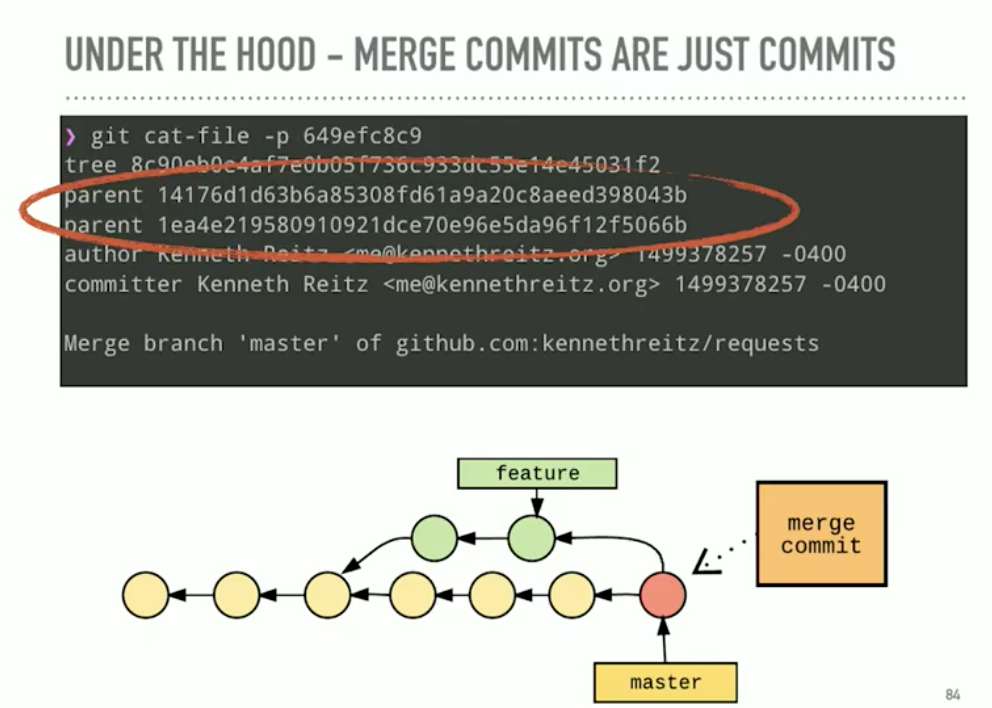 UNDER THE HOOD – MERGE COMMITS ARE JUST COMMITS
❯ git cat-file -p 649efc8c9
tree 8c90eb0e4af7e0b05f736c933dc55e14e45031f2
parent 14176d1d63b6a85308fd61a9a20c8aeed398043b
parent 1ea4e219580910921dce70e96e5da96f12f5066b
author Kenneth Reitz <me@kennethreitz.org> 1499378257 -0400
committer Kenneth Reitz <me@kennethreitz.org> 1499378257 -0400
Merge branch 'master' of github.com:kennethreitz/requests
feature
merge
commit
master
84